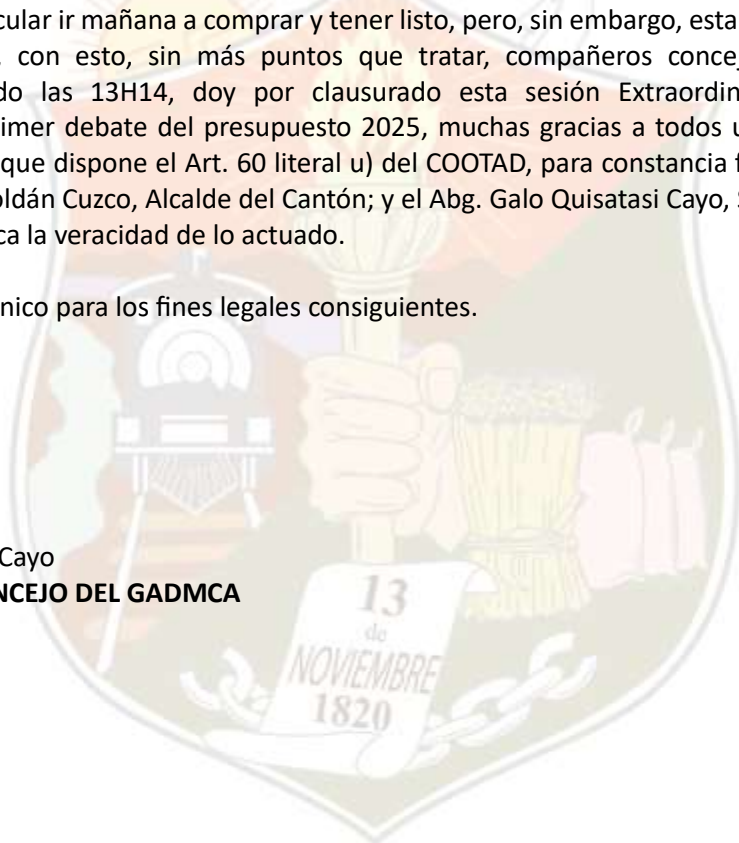 cular ir mañana a comprar y tener listo, pero, sin embargo, esta
con esto, sin más puntos que tratar, compañeros conce
do las 13H14, doy por clausurado esta sesión Extraordin
rimer debate del presupuesto 2025, muchas gracias a todos u
que dispone el Art. 60 literal u) del COOTAD, para constancia f
oldán Cuzco, Alcalde del Cantón; y el Abg. Galo Quisatasi Cayo, S
ca la veracidad de lo actuado.
nico para los fines legales consiguientes.
Cayo
NCEJO DEL GADMCA
13
de
NOVIEMBRE
1820